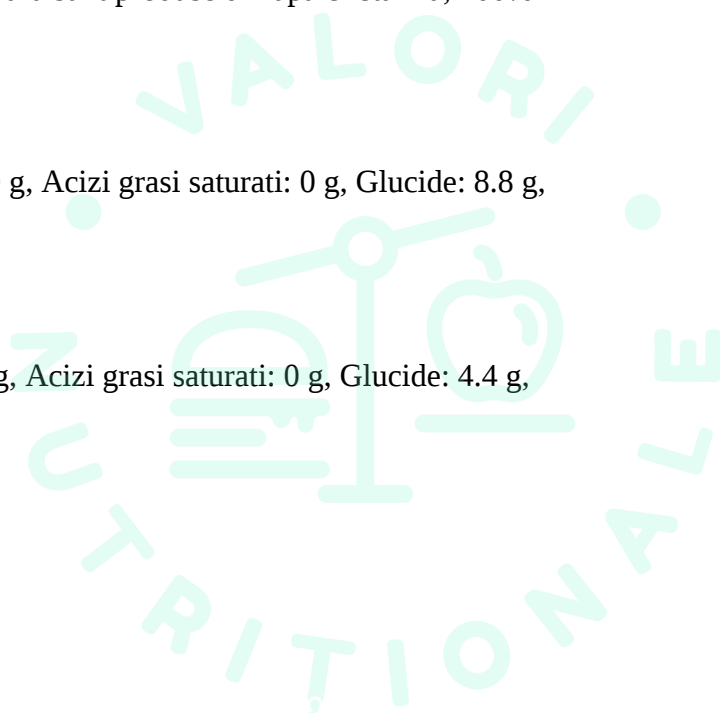 VALORI
g, Acizi grasi saturati: 0 g, Glucide: 8.8 g,
g, Acizi grasi saturati: 0 g, Glucide: 4.4 g,
NUTRITIONALE